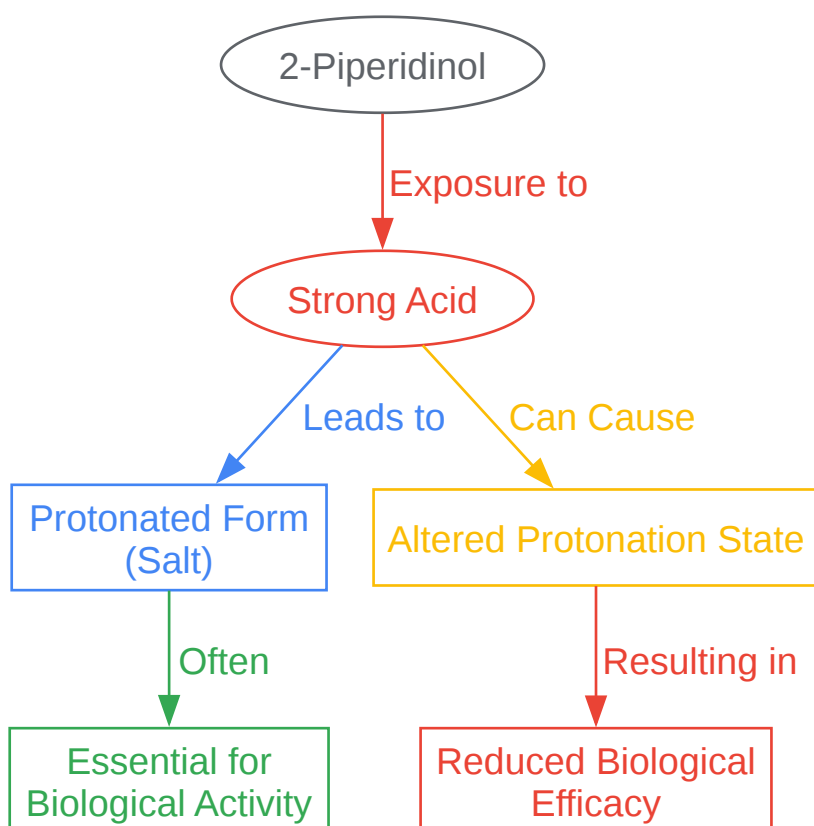 2-Piperidinol
Exposure to
Strong Acid
Leads to
Can Cause
Protonated Form
(Salt)
Altered Protonation State
Often
Resulting in
Essential for
Biological Activity
Reduced Biological
Efficacy